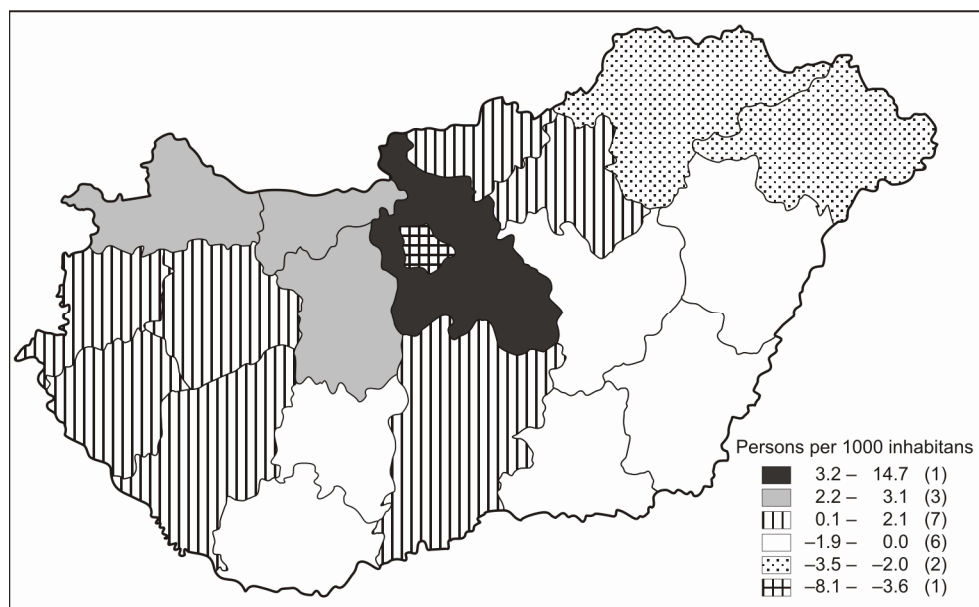 Persons per 1000 inhabitans
3.2 – 14.7 (1)
2.2 – 3.1 (3)
0.1 – 2.1 (7)
–1.9 – 0.0 (6)
–3.5 – –2.0 (2)
–8.1 – –3.6 (1)